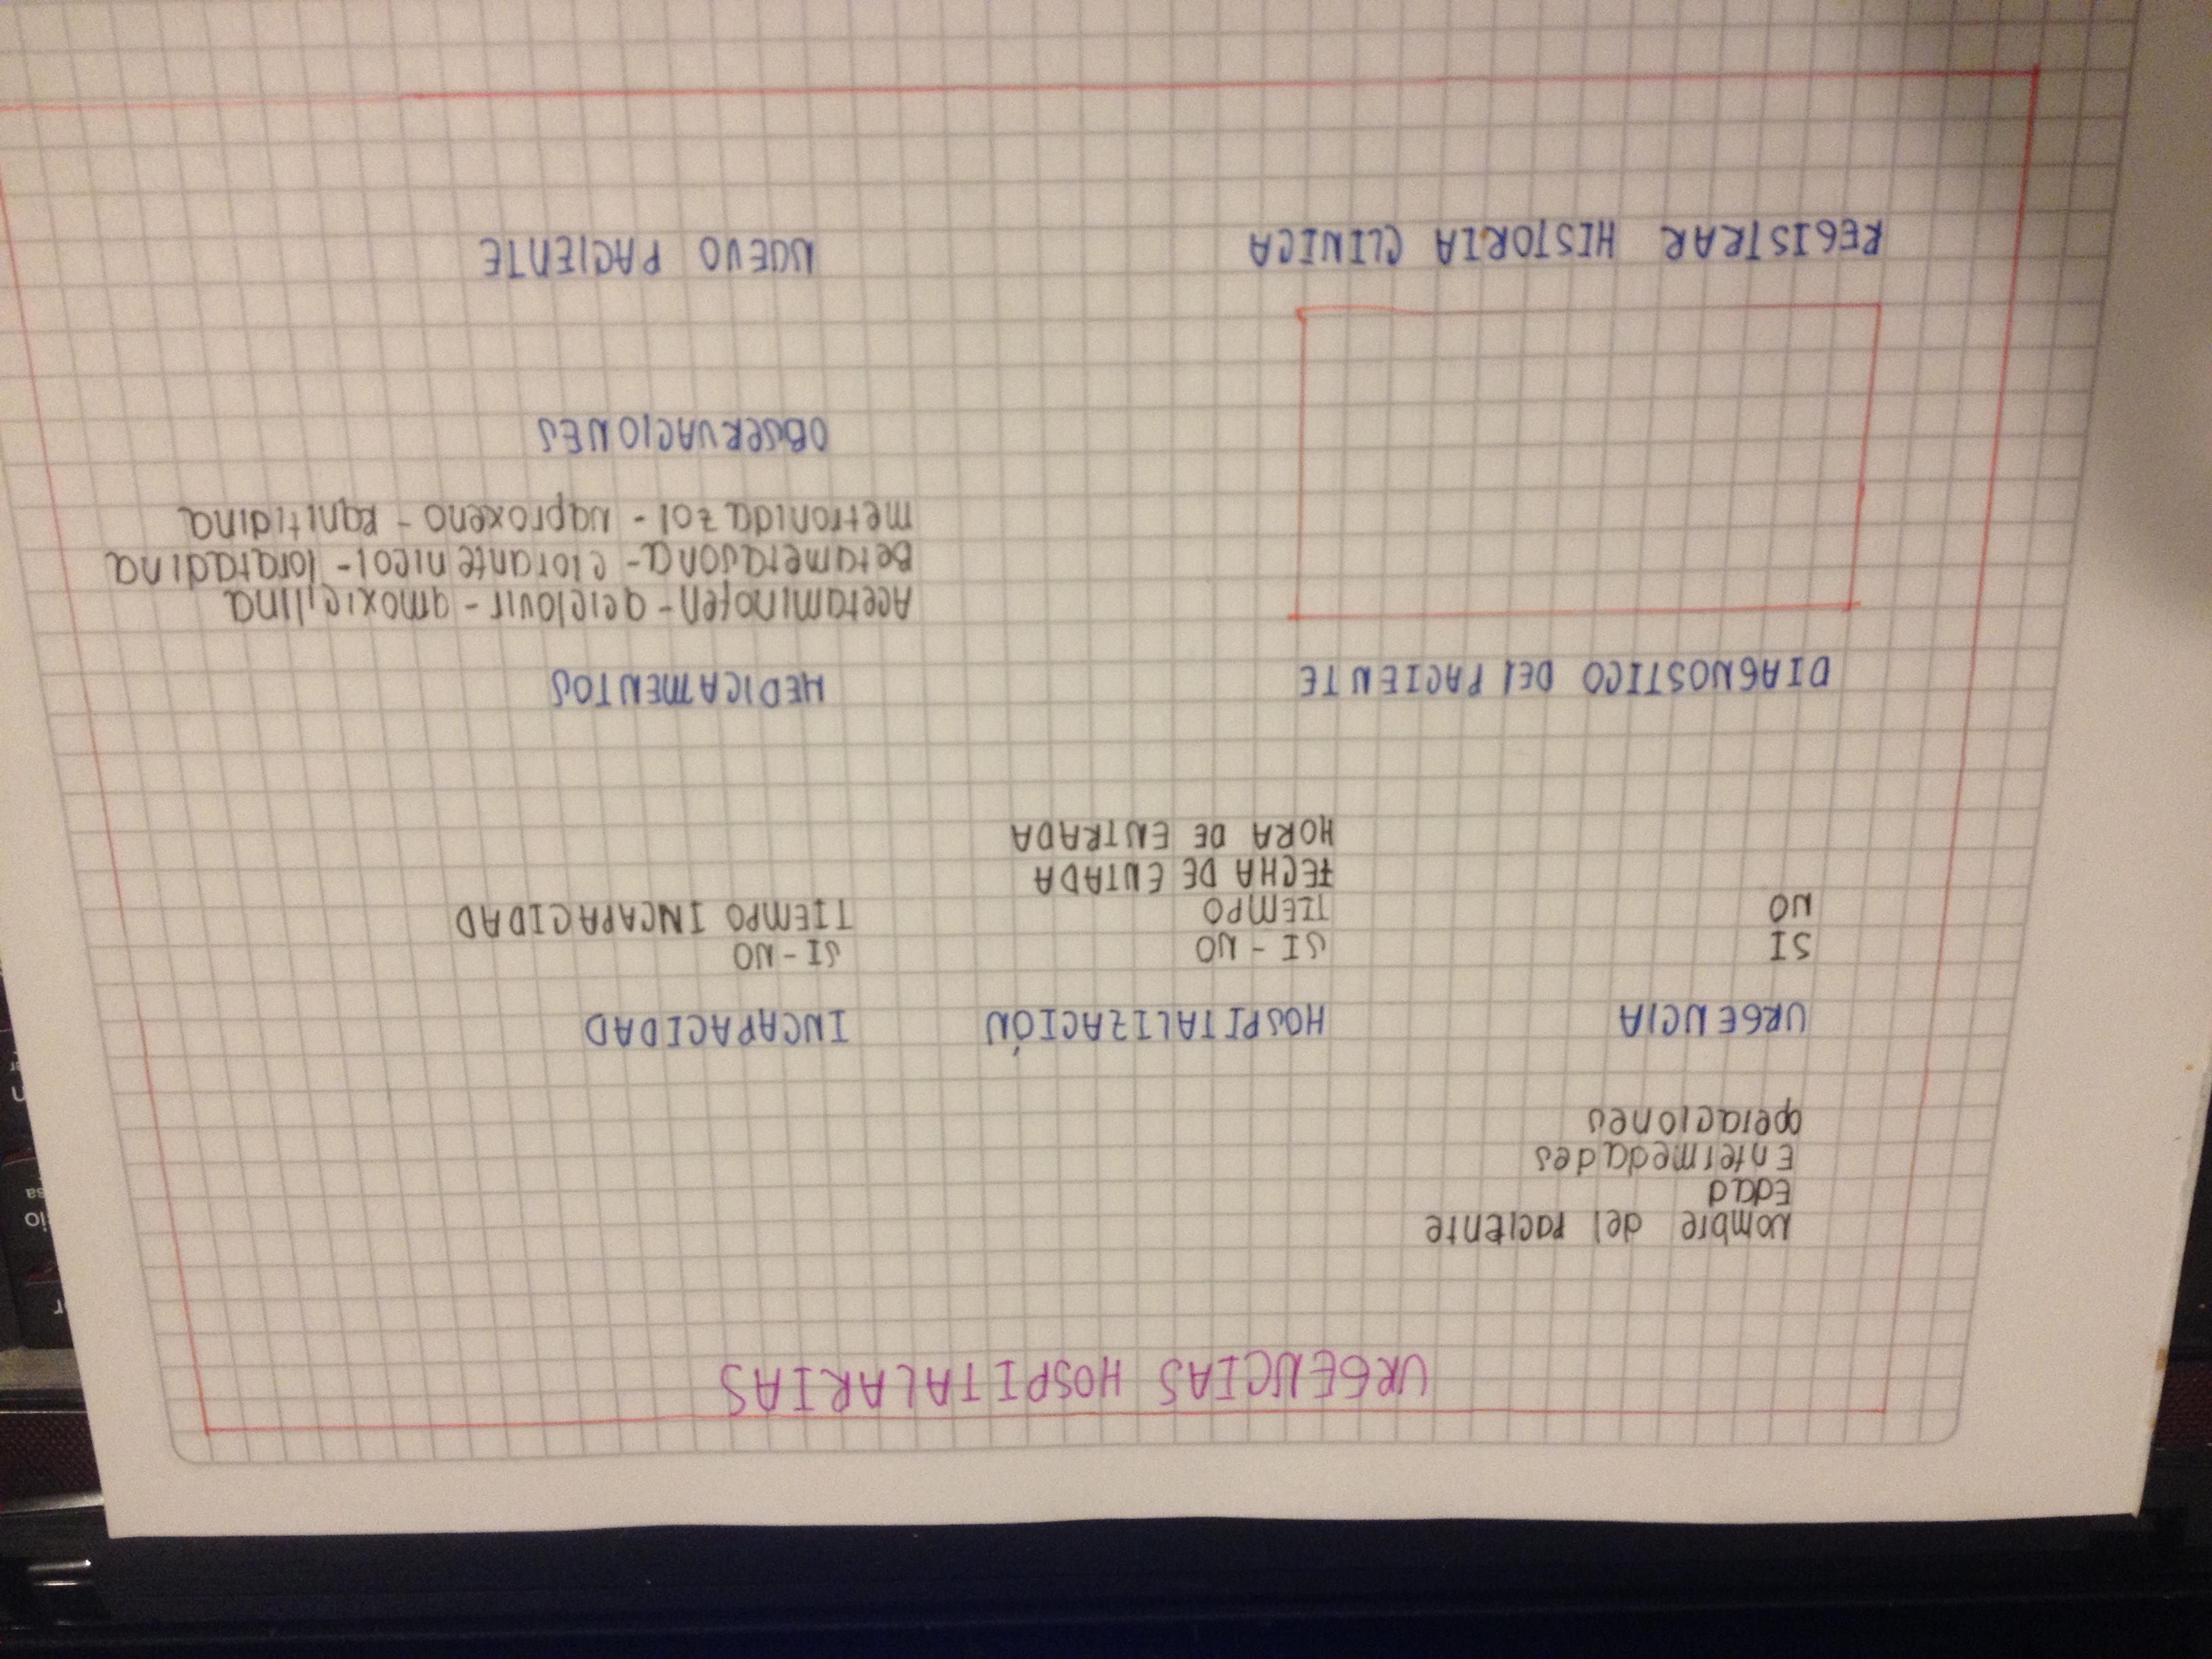 URGENCIAS HOSPITALARIAS
Nombre del paciente
Edad
Enfermedades
operaciones
URGENCIA
SI
NO
HOSPITALIZACIÓN
SI - NO
TIEMPO
FECHA DE ENTADA
HORA DE ENTRADA
INCAPACIDAD
SI - NO
TIEMPO INCAPACIDAD
DIAGNOSTICO DEL PACIENTE
MEDICAMENTOS
Acetaminofen - aciclovir - amoxicilina
Betametasona - clorantenicol - loratadina
metronidazol - naproxeno - Ranitidina
OBSERVACIONES
REGISTRAR HISTORIA CLINICA
NUEVO PACIENTE